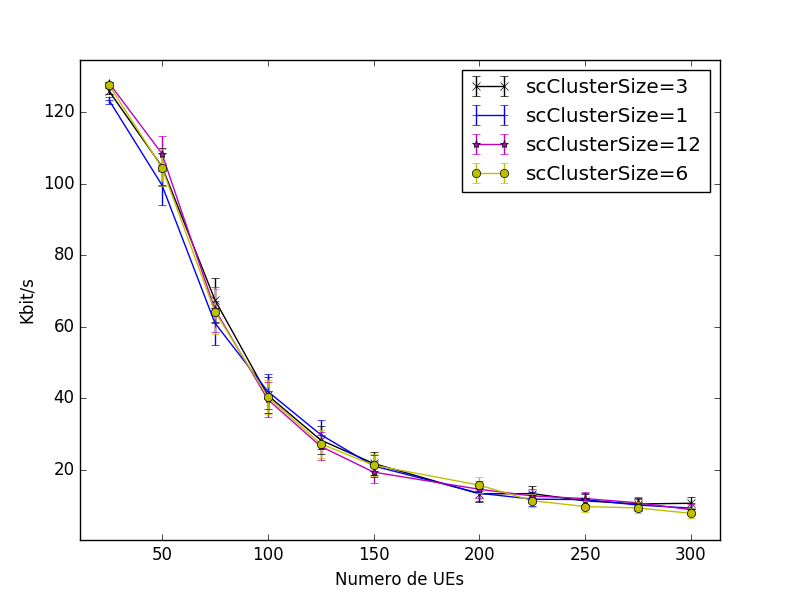 scClusterSize=3
scClusterSize=1
scClusterSize=12
scClusterSize=6
120
100
80
60
40
20
Kbit/s
50 100 150 200 250 300
Numero de UEs